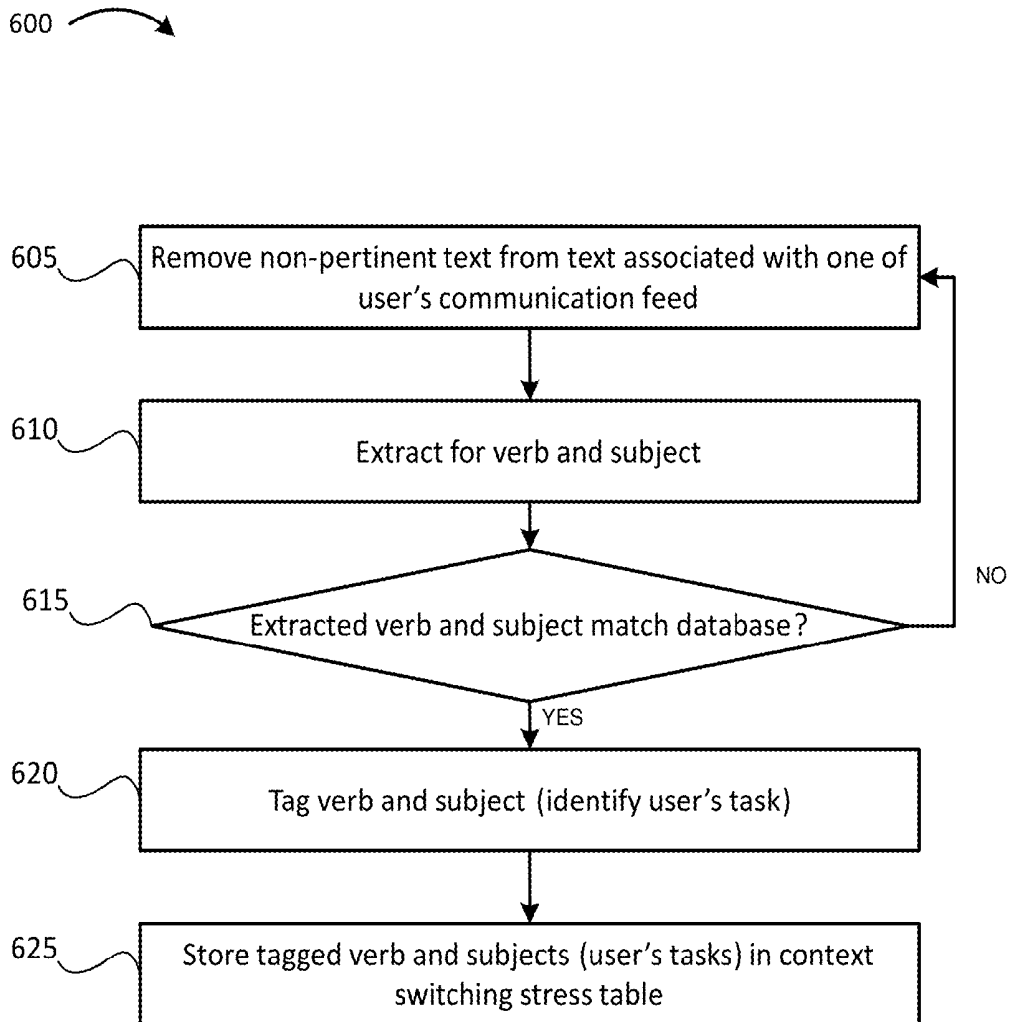 600
605
Remove non-pertinent text from text associated with one of
user's communication feed
610
Extract for verb and subject
615
Extracted verb and subject match database?
NO
YES
620
Tag verb and subject (identify user's task)
625
Store tagged verb and subjects (user's tasks) in context
switching stress table